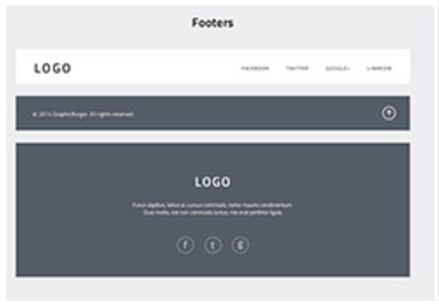 Footers
LOGO
FACEBOOK TWITTER GOOGLE+ LINKEDIN
© 2014 GraphicBurger. All rights reserved.
LOGO
Fusce dapibus, tellus ac cursus commodo, tortor mauris condimentum.
Duis mollis, est non commodo luctus, nisi erat porttitor ligula.
f t g